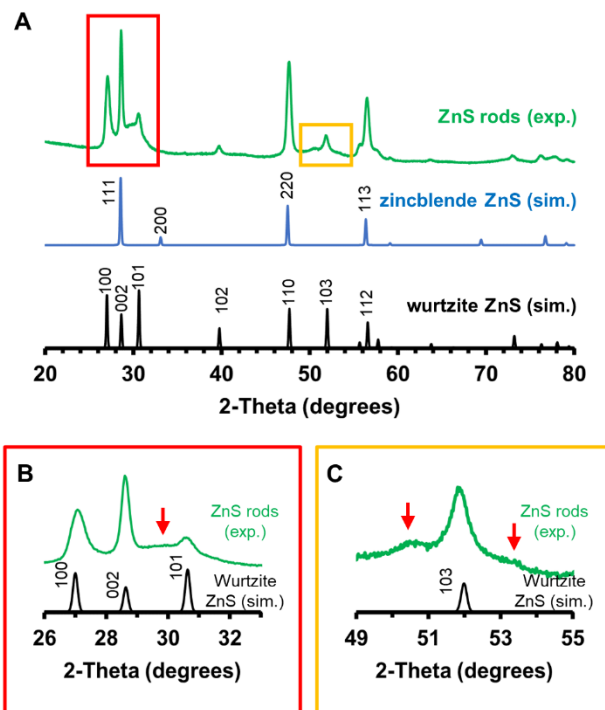 A
ZnS rods (exp.)
zincblende ZnS (sim.)
111
200
220
113
wurtzite ZnS (sim.)
100
002
101
102
110
103
112
20 30 40 50 60 70 80
2-Theta (degrees)
B
ZnS rods
(exp.)
100
002
101
Wurtzite
ZnS (sim.)
26 28 30 32
2-Theta (degrees)
C
ZnS rods
(exp.)
103
Wurtzite
ZnS (sim.)
49 51 53 55
2-Theta (degrees)